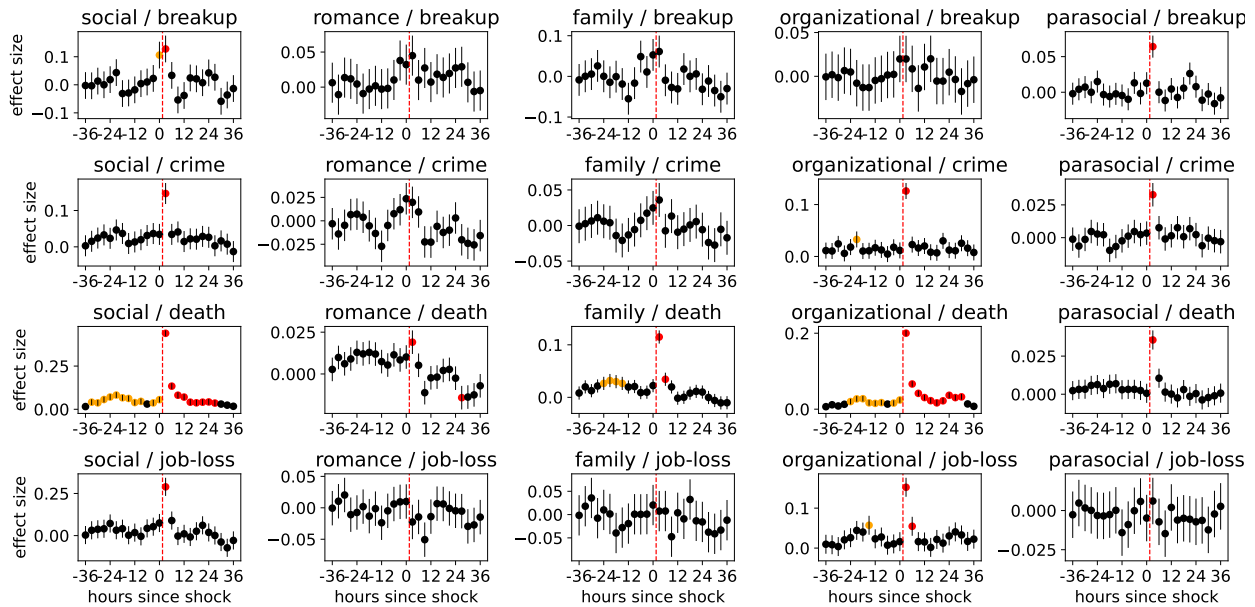 social / breakup
romance / breakup
family / breakup
organizational / breakup
parasocial / breakup
effect size
0.1
0.0
−0.1
0.05
0.00
0.1
0.0
−0.1
0.05
0.00
0.05
0.00
-36-24-12 0 12 24 36
-36-24-12 0 12 24 36
-36-24-12 0 12 24 36
-36-24-12 0 12 24 36
-36-24-12 0 12 24 36
social / crime
romance / crime
family / crime
organizational / crime
parasocial / crime
effect size
0.1
0.0
0.025
0.000
−0.025
0.05
0.00
−0.05
0.1
0.0
0.025
0.000
-36-24-12 0 12 24 36
-36-24-12 0 12 24 36
-36-24-12 0 12 24 36
-36-24-12 0 12 24 36
-36-24-12 0 12 24 36
social / death
romance / death
family / death
organizational / death
parasocial / death
effect size
0.25
0.00
0.025
0.000
0.1
0.0
0.2
0.0
0.025
0.000
-36-24-12 0 12 24 36
-36-24-12 0 12 24 36
-36-24-12 0 12 24 36
-36-24-12 0 12 24 36
-36-24-12 0 12 24 36
social / job-loss
romance / job-loss
family / job-loss
organizational / job-loss
parasocial / job-loss
effect size
0.25
0.00
0.05
0.00
−0.05
0.05
0.00
−0.05
0.1
0.0
0.000
−0.025
-36-24-12 0 12 24 36
-36-24-12 0 12 24 36
-36-24-12 0 12 24 36
-36-24-12 0 12 24 36
-36-24-12 0 12 24 36
hours since shock
hours since shock
hours since shock
hours since shock
hours since shock